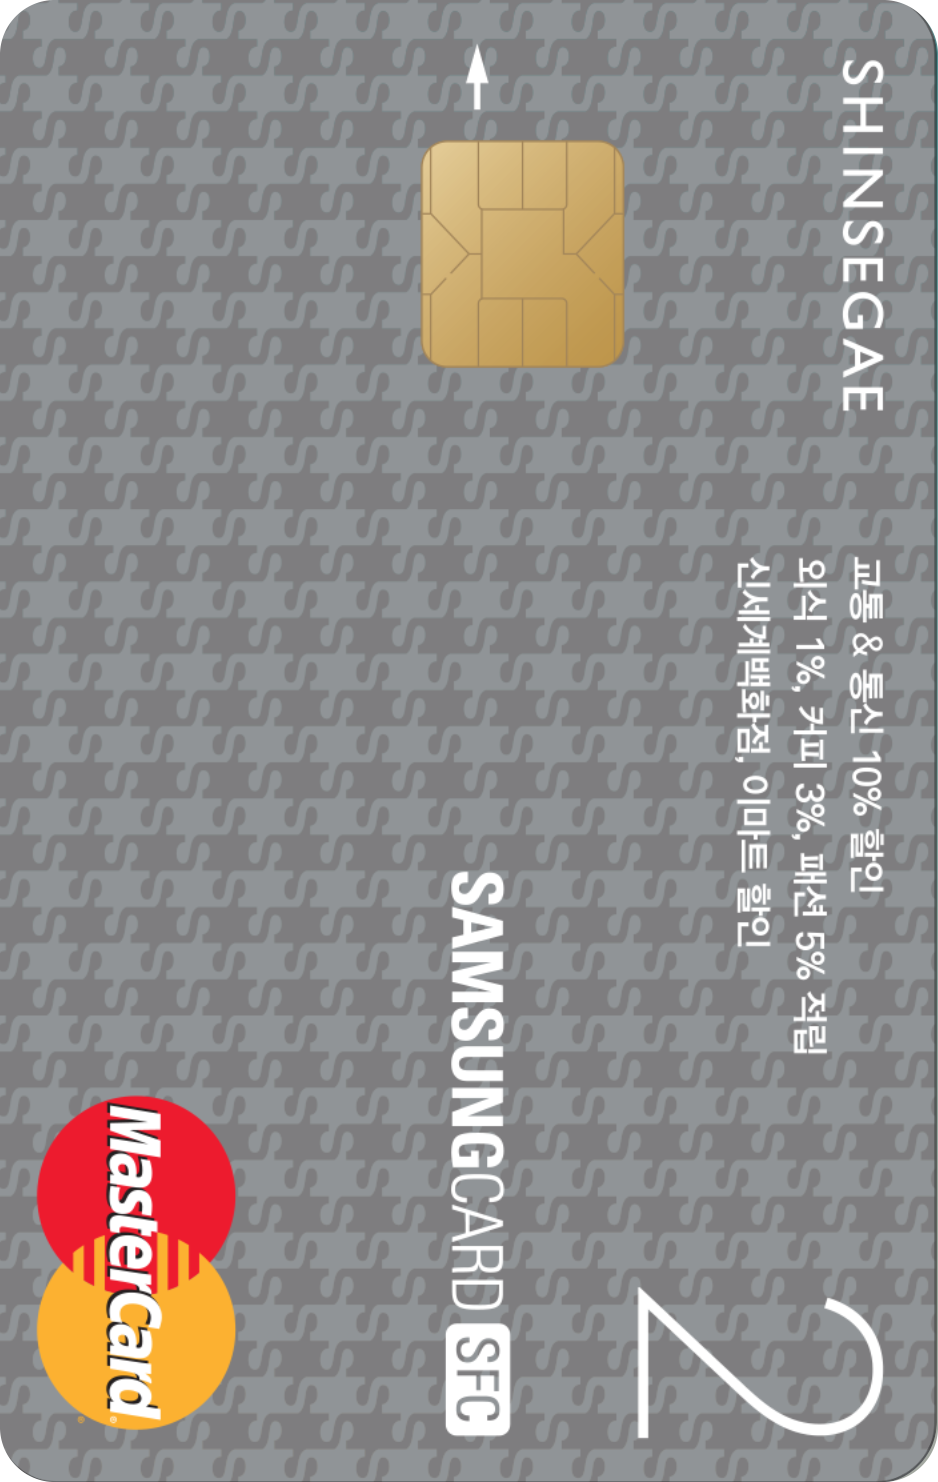 SHINSEGAE
교통 & 통신 10% 할인
외식 1%, 커피 3%, 패션 5% 적립
신세계백화점, 이마트 할인
2
SAMSUNGCARD SFC
MasterCard